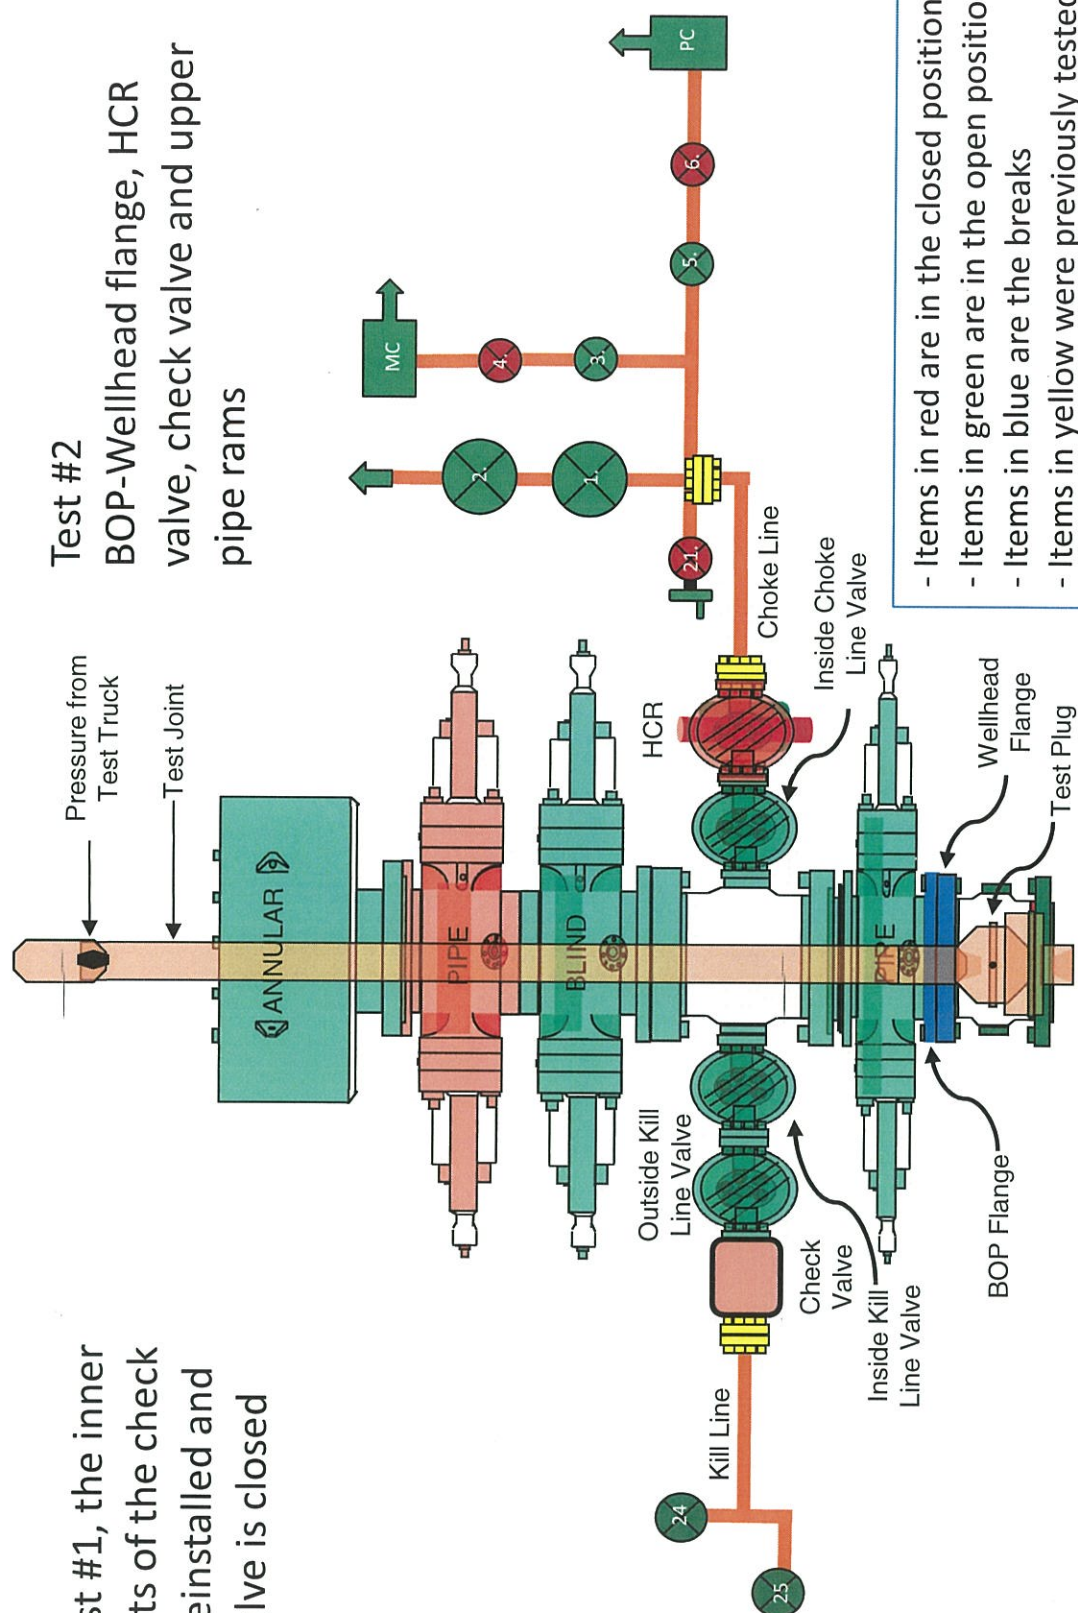 st #1, the inner
ts of the check
einstalled and
lve is closed
Test #2
BOP-Wellhead flange, HCR
valve, check valve and upper
pipe rams
Pressure from
Test Truck
Test Joint
ANNULAR
PIPE
BLIND
PIPE
HCR
Inside Choke
Line Valve
Choke Line
Outside Kill
Line Valve
Check
Valve
Inside Kill
Line Valve
Kill Line
24
25
BOP Flange
Wellhead
Flange
Test Plug
MC
PC
1.
2.
3.
4.
5.
6.
21.
- Items in red are in the closed position
- Items in green are in the open positio
- Items in blue are the breaks
- Items in yellow were previously tested